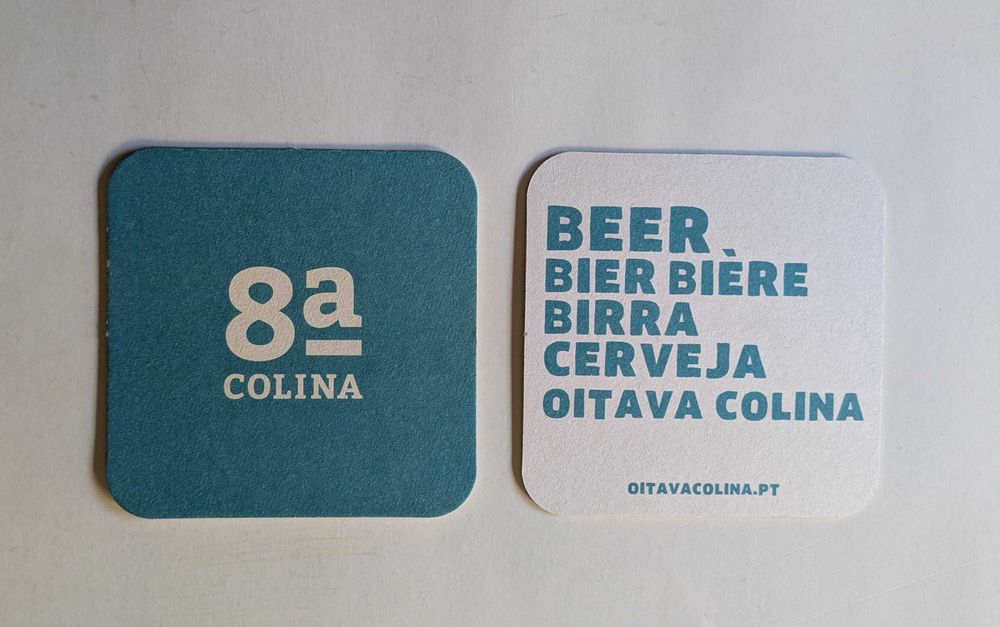 8a
COLINA
BEER
BIER BIÈRE
BIRRA
CERVEJA
OITAVA COLINA
OITAVACOLINA.PT